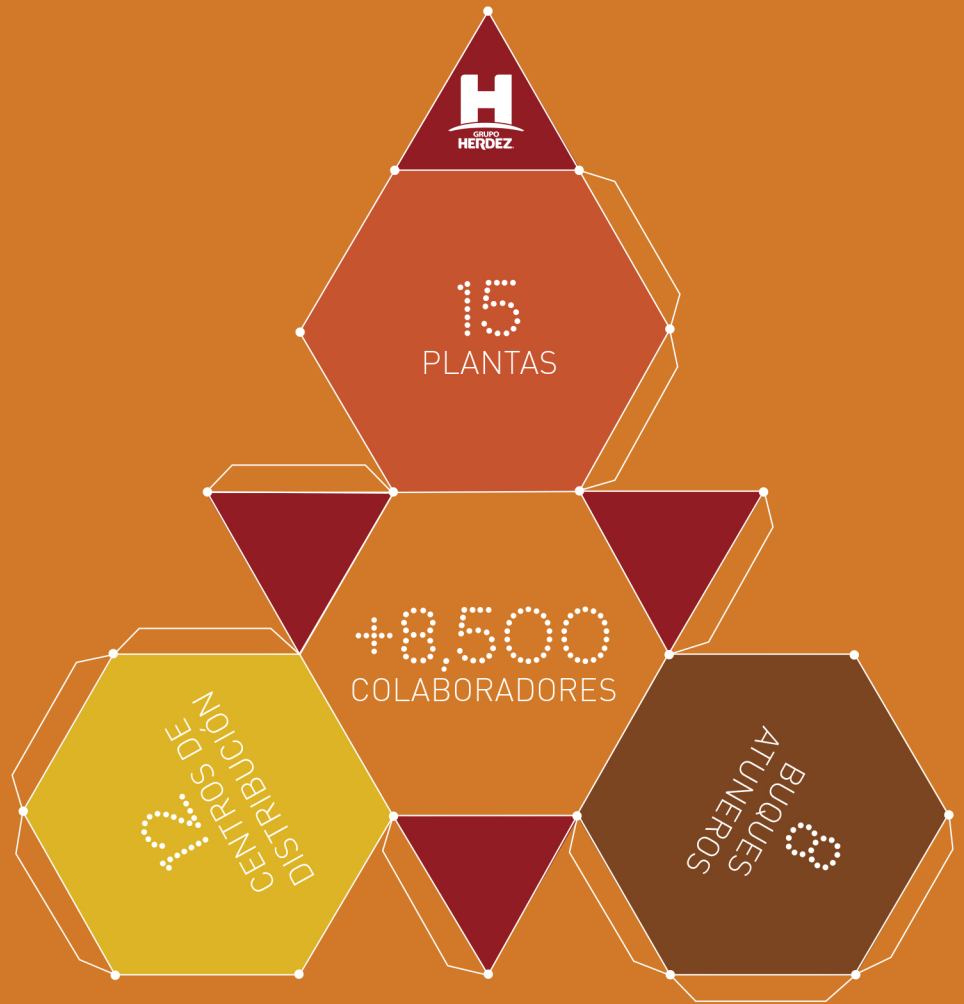 H
GRUPO
HERDEZ
15
PLANTAS
+8,500
COLABORADORES
12
CENTROS DE
DISTRIBUCIÓN
8
BUQUES
ATUNEROS